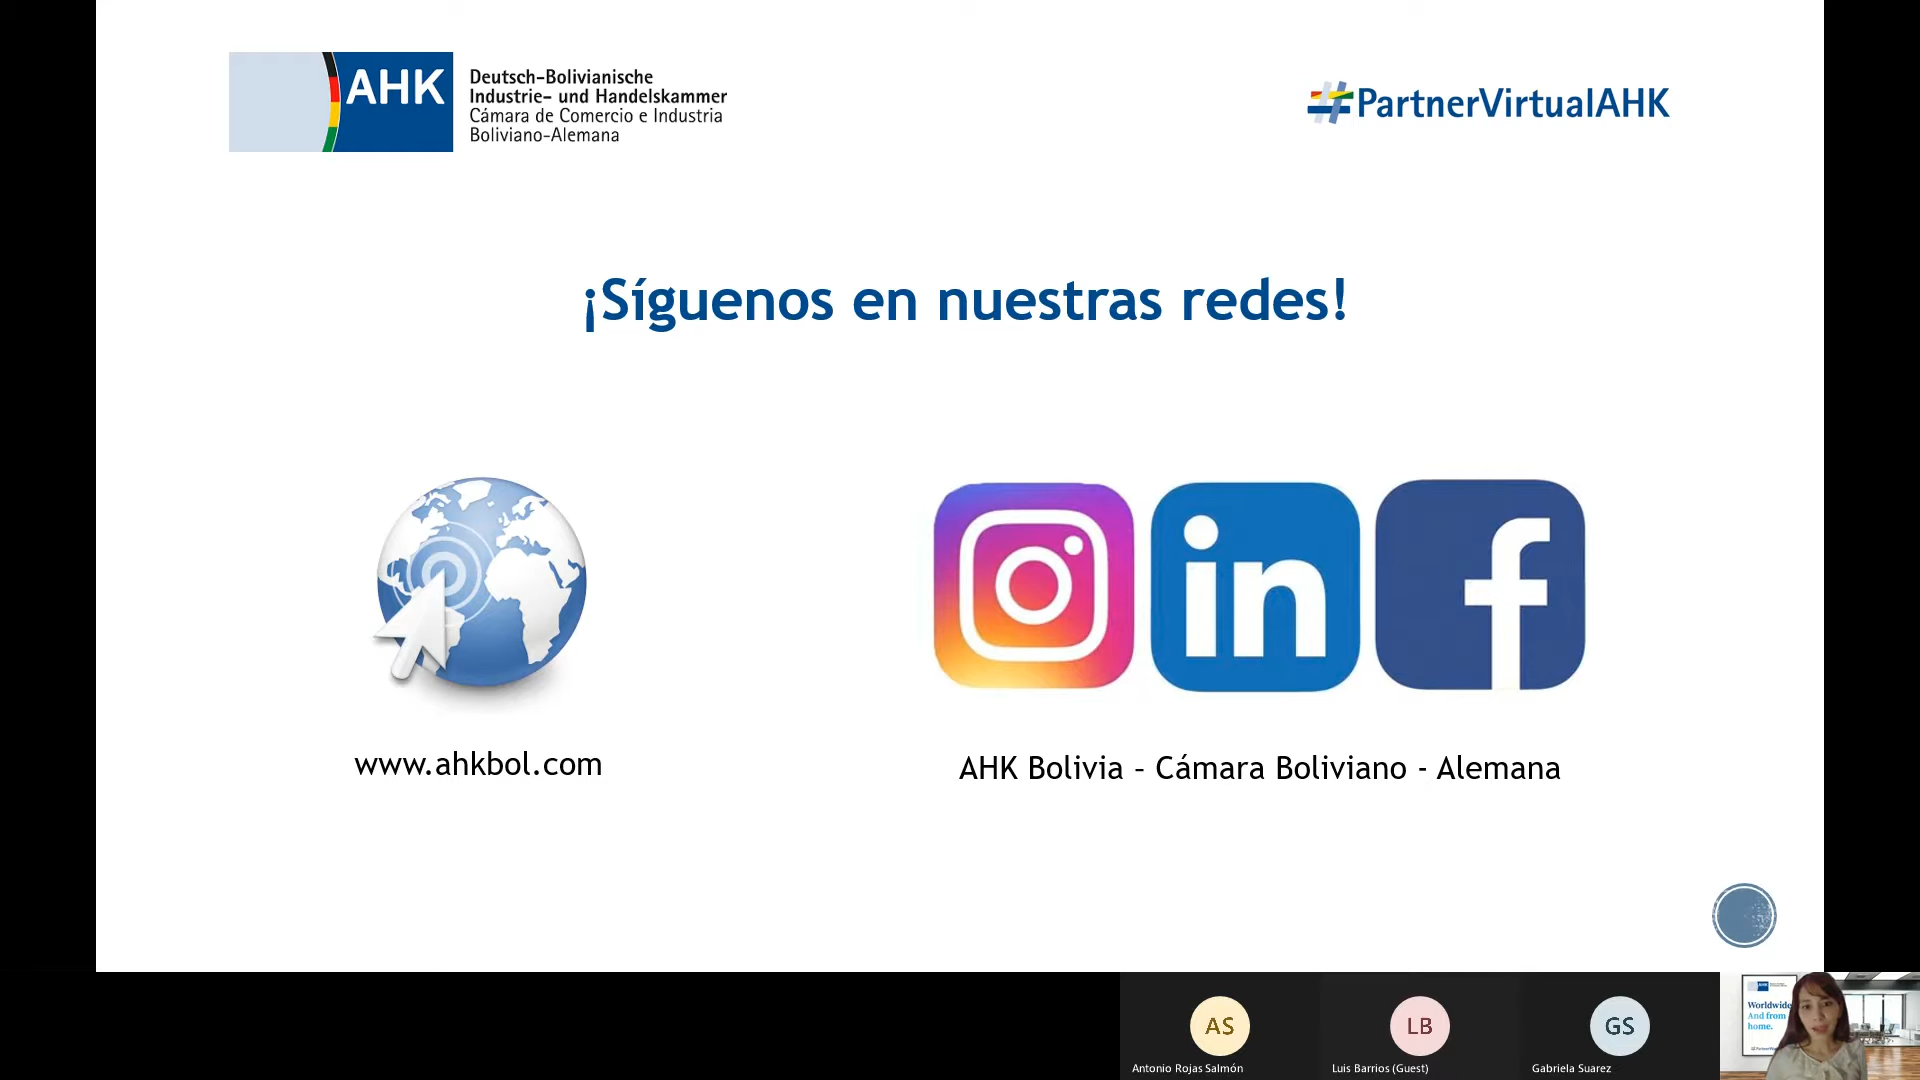 AHK
Deutsch-Bolivianische
Industrie- und Handelskammer
Cámara de Comercio e Industria
Boliviano-Alemana
#PartnerVirtualAHK
¡Síguenos en nuestras redes!
in
f
www.ahkbol.com
AHK Bolivia – Cámara Boliviano - Alemana
AS
LB
GS
Antonio Rojas Salmón
Luis Barrios (Guest)
Gabriela Suarez
AHK
Worldwide
And from
home.